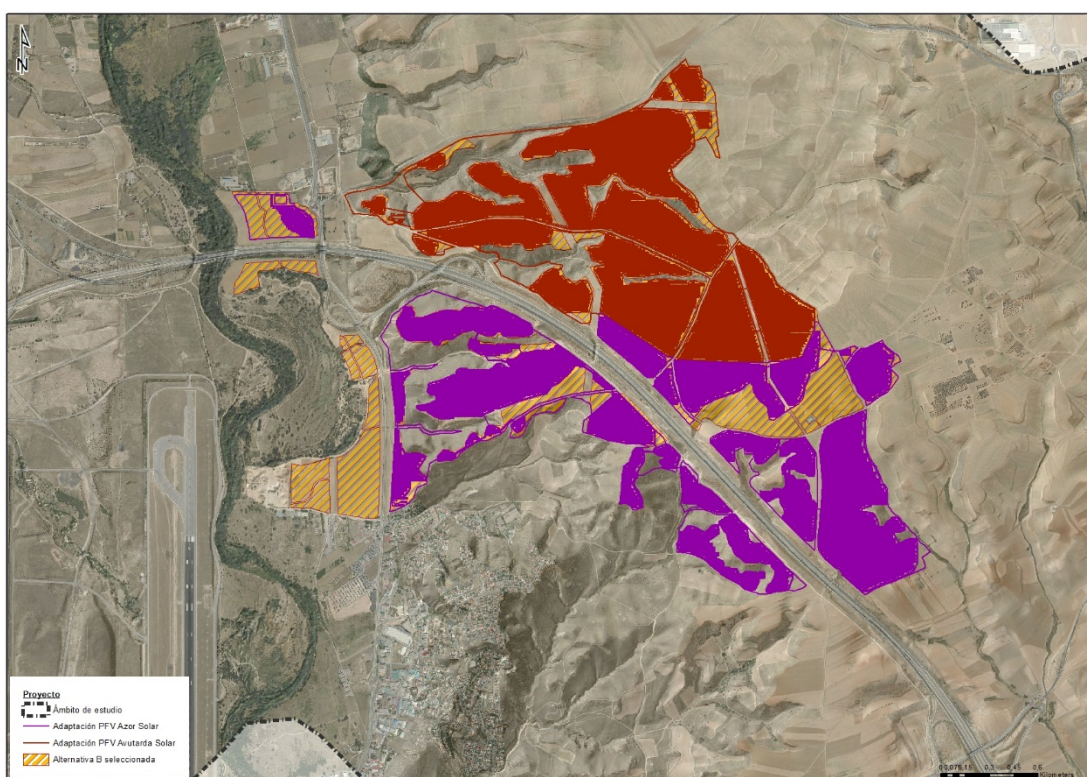 Proyecto
Ámbito de estudio
Adaptación PFV Azor Solar
Adaptación PFV Avutarda Solar
Alternativa B seleccionada